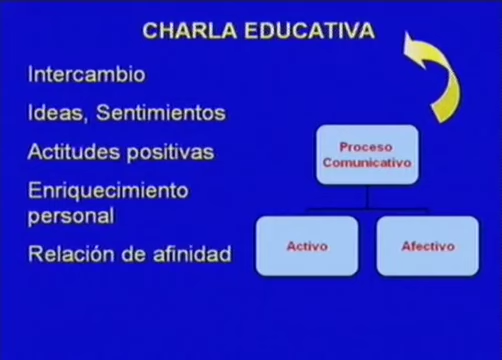 CHARLA EDUCATIVA
Intercambio
Ideas, Sentimientos
Actitudes positivas
Enriquecimiento
personal
Relación de afinidad
Proceso
Comunicativo
Activo
Afectivo